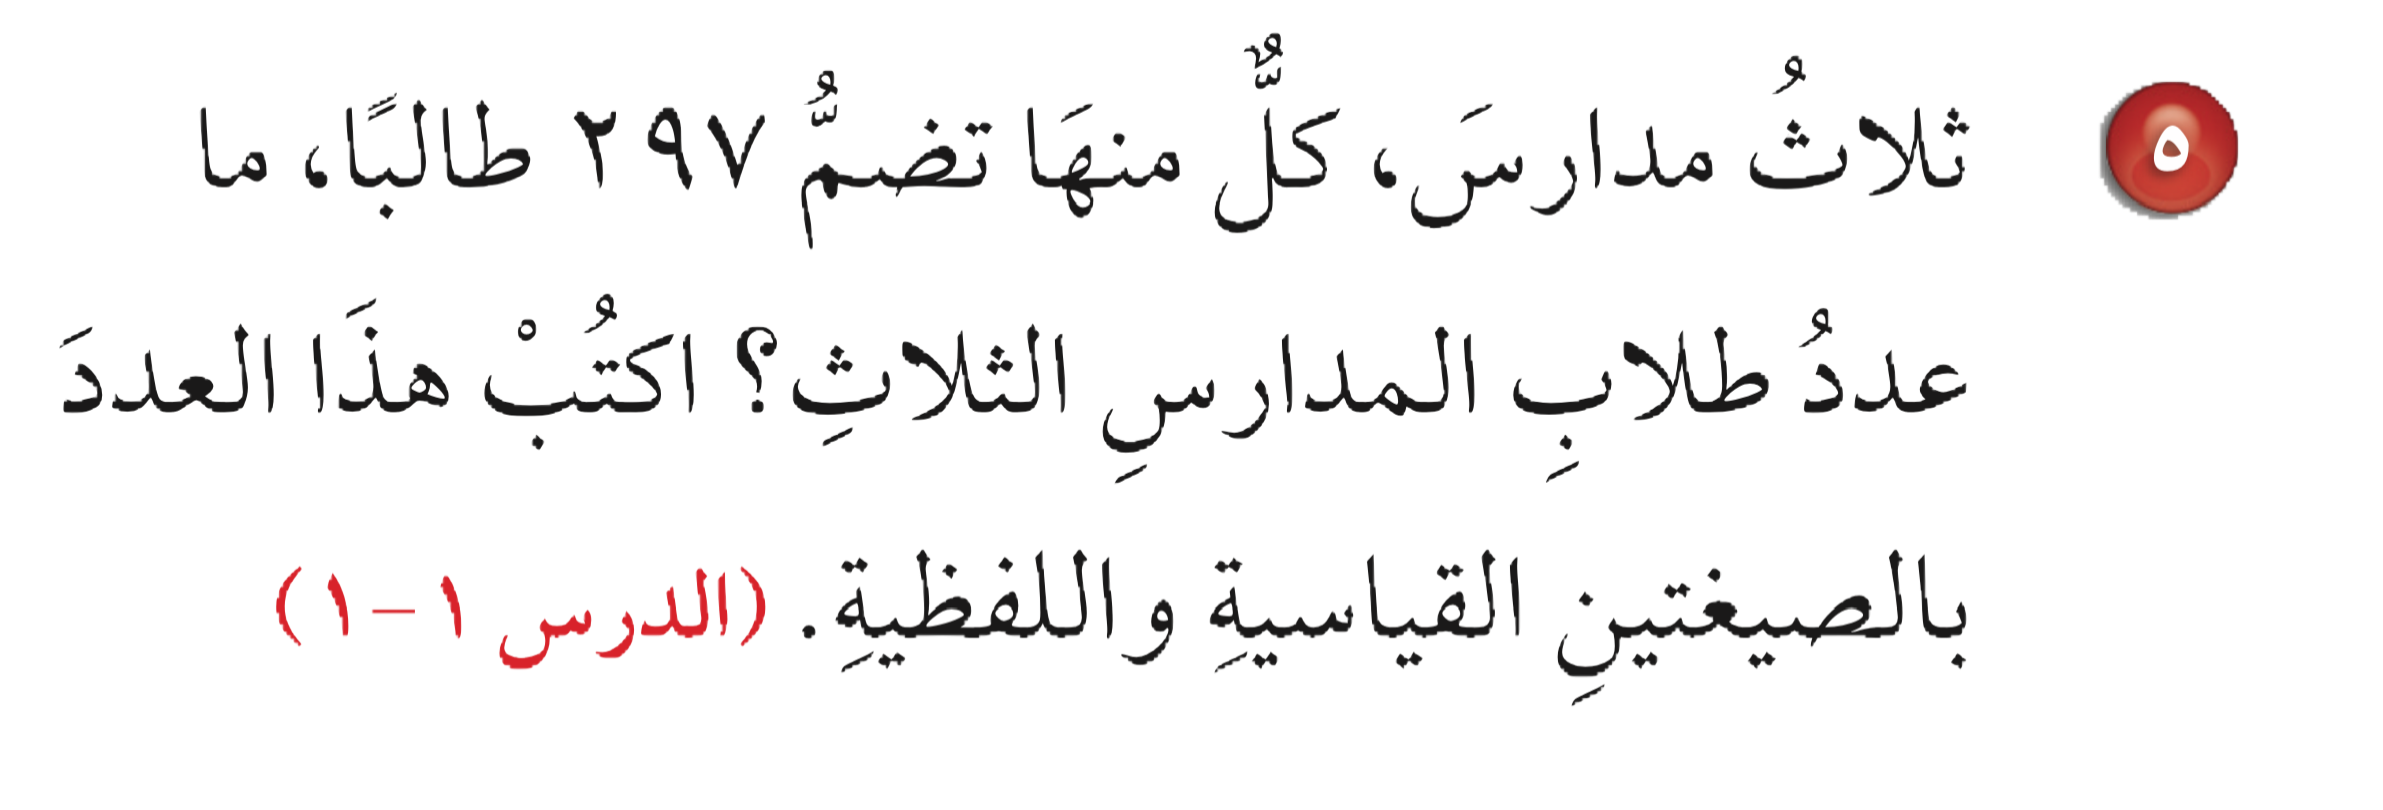 ٥ ثلاثُ مدارسَ، كلٌّ منهَا تضمُّ ٢٩٧ طالبًا، ما
عددُ طلابِ المدارسِ الثلاثِ؟ اكتُبْ هذَا العددَ
بالصيغتينِ القياسيةِ واللفظيةِ. (الدرس ١-١)